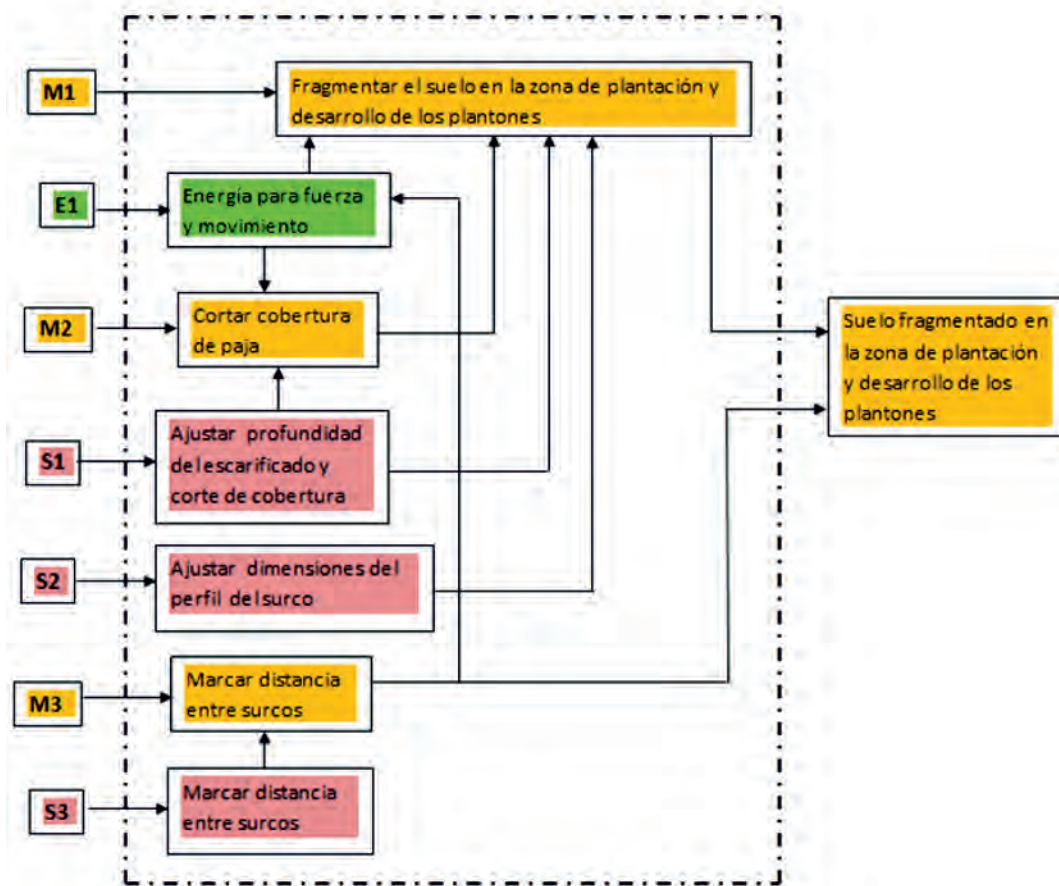 M1
Fragmentar el suelo en la zona de plantación y
desarrollo de los plantones
E1
Energía para fuerza
y movimiento
M2
Cortar cobertura
de paja
Suelo fragmentado en
la zona de plantación
y desarrollo de los
plantones
S1
Ajustar profundidad
del escarificado y
corte de cobertura
S2
Ajustar dimensiones del
perfil del surco
M3
Marcar distancia
entre surcos
S3
Marcar distancia
entre surcos